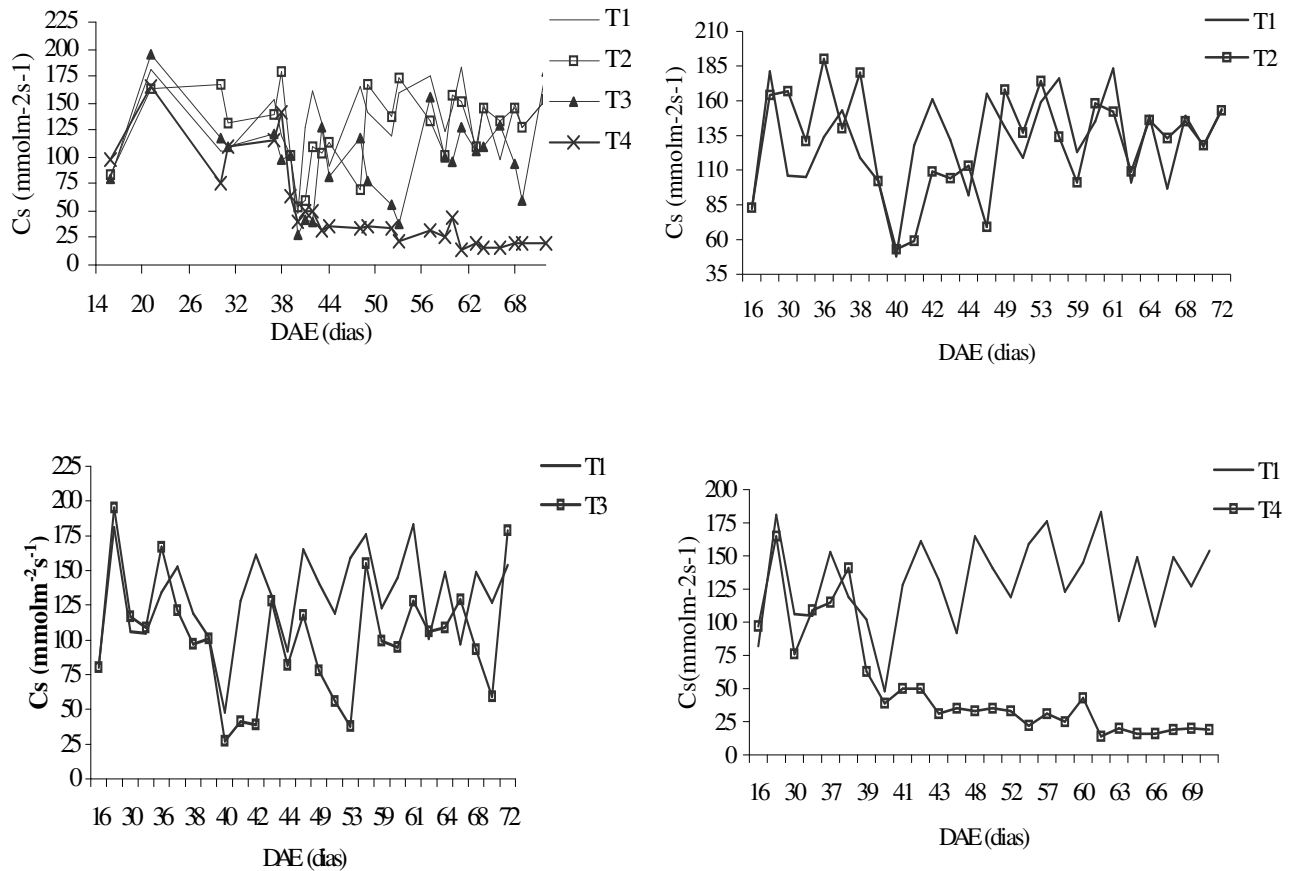 225
200
175
150
125
100
75
50
25
0
Cs (mmolm-2s-1)
14 20 26 32 38 44 50 56 62 68
DAE (dias)
T1
T2
T3
T4
210
185
160
135
110
85
60
35
Cs (mmolm-2s-1)
16 30 36 38 40 42 44 49 53 59 61 64 68 72
DAE (dias)
T1
T2
225
200
175
150
125
100
75
50
25
0
Cs (mmolm-2s-1)
16 30 36 38 40 42 44 49 53 59 61 64 68 72
DAE (dias)
T1
T3
200
175
150
125
100
75
50
25
0
Cs(mmolm-2s-1)
16 30 37 39 41 43 48 52 57 60 63 66 69
DAE (dias)
T1
T4